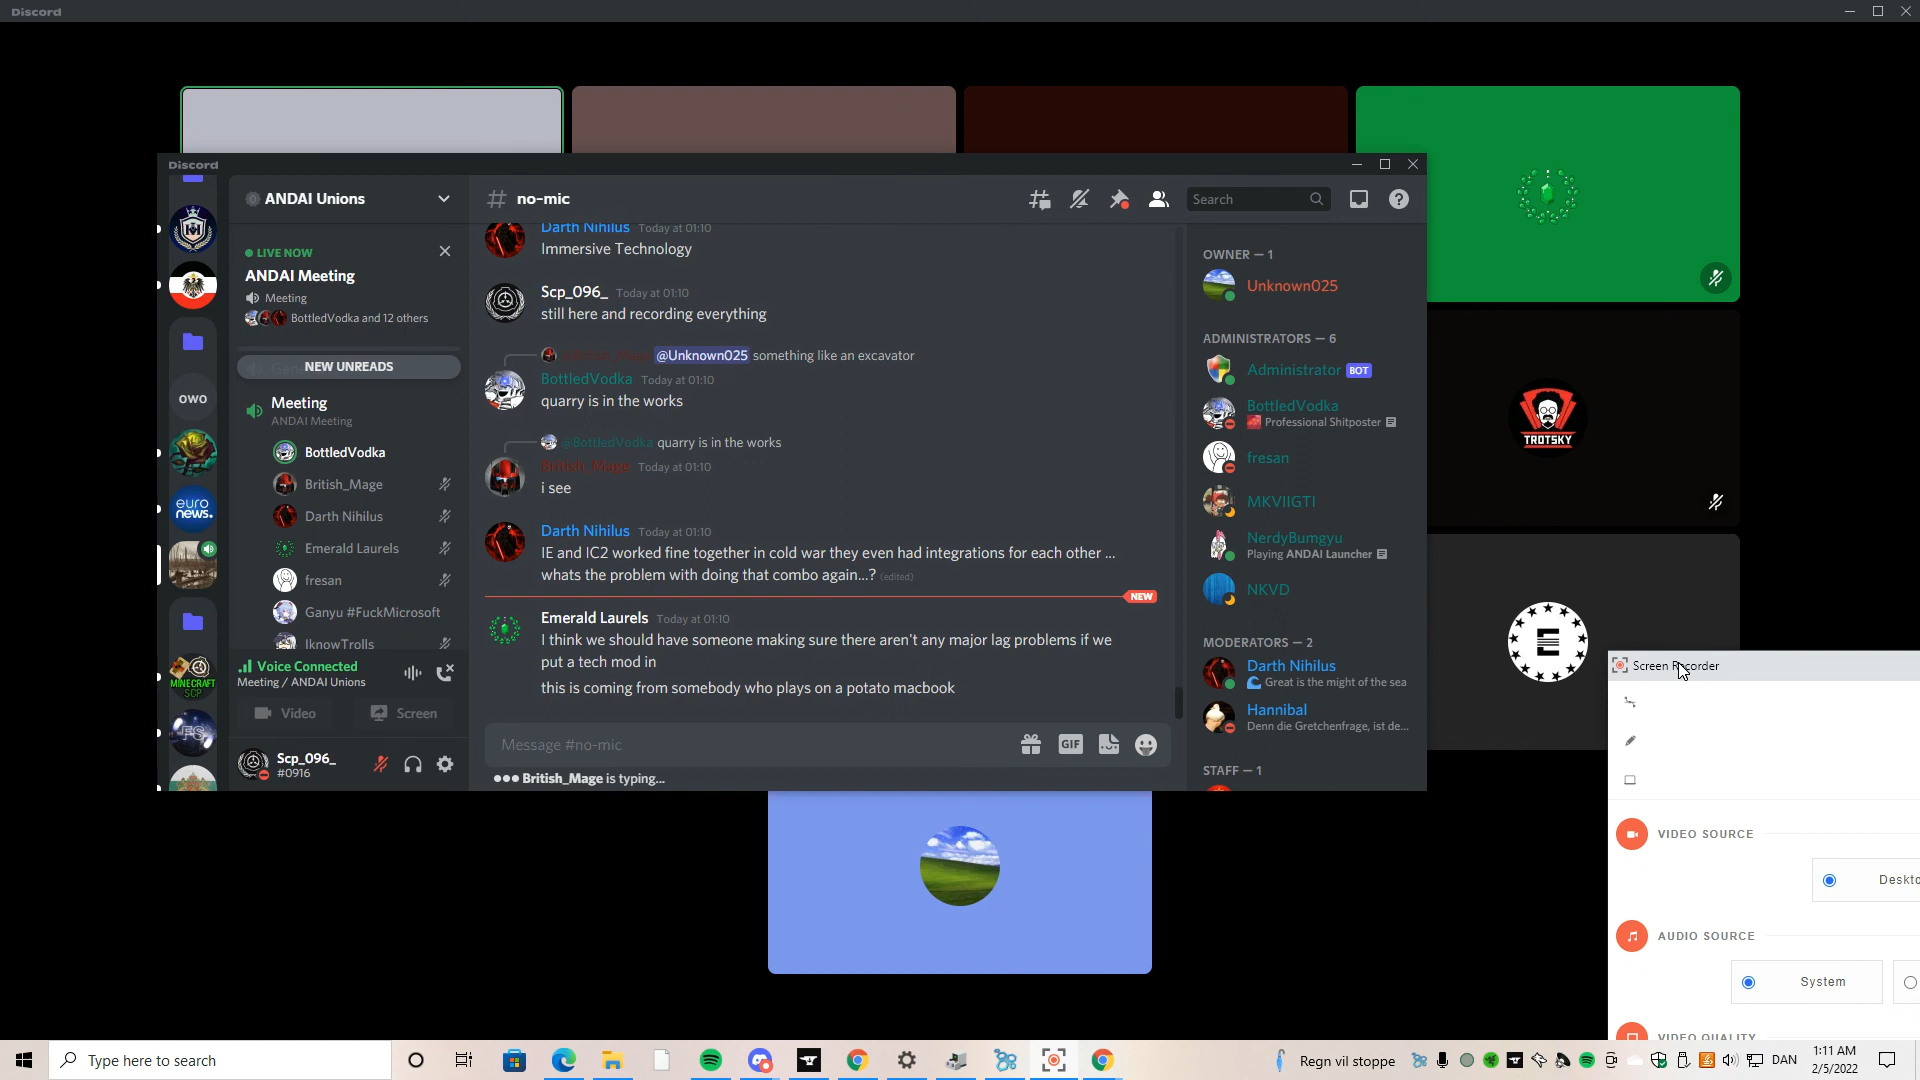 Discord
Discord
ANDAI Unions
LIVE NOW
ANDAI Meeting
Meeting
BottledVodka and 12 others
NEW UNREADS
Meeting
ANDAI Meeting
BottledVodka
British_Mage
Darth Nihilus
Emerald Laurels
fresan
Ganyu #FuckMicrosoft
IknowTrolls
Voice Connected
Meeting / ANDAI Unions
Video
Screen
Scp_096_
#0916
owo
euro
news.
MINECRAFT
SCP
no-mic
Search
Darth Nihilus Today at 01:10
Immersive Technology
Scp_096_ Today at 01:10
still here and recording everything
@Unknown025 something like an excavator
BottledVodka Today at 01:10
quarry is in the works
@BottledVodka quarry is in the works
British_Mage Today at 01:10
i see
Darth Nihilus Today at 01:10
IE and IC2 worked fine together in cold war they even had integrations for each other ...
whats the problem with doing that combo again...? (edited)
NEW
Emerald Laurels Today at 01:10
I think we should have someone making sure there aren't any major lag problems if we
put a tech mod in
this is coming from somebody who plays on a potato macbook
Message #no-mic
GIF
British_Mage is typing...
OWNER — 1
Unknown025
ADMINISTRATORS — 6
Administrator BOT
BottledVodka
Professional Shitposter
fresan
MKVIIGTI
NerdyBumgyu
Playing ANDAI Launcher
NKVD
MODERATORS — 2
Darth Nihilus
Great is the might of the sea
Hannibal
Denn die Gretchenfrage, ist de...
STAFF — 1
TROTSKY
E
Screen Recorder
VIDEO SOURCE
Deskto
AUDIO SOURCE
System
VIDEO QUALITY
Type here to search
Regn vil stoppe
DAN
1:11 AM
2/5/2022